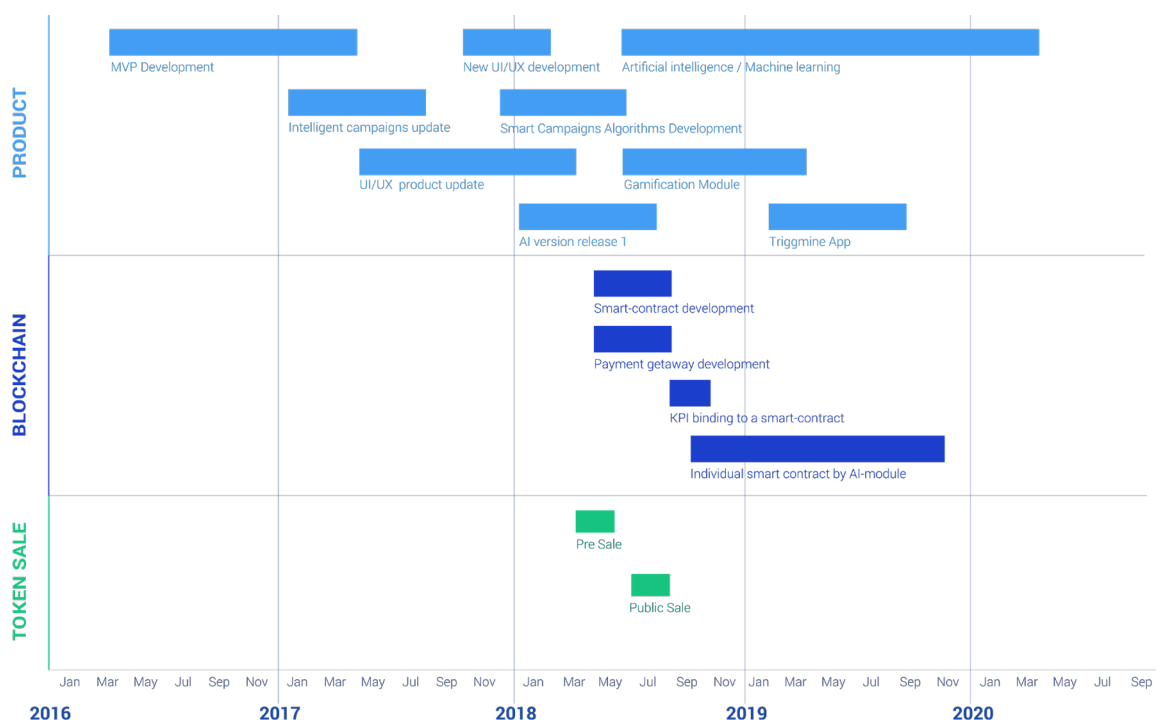 PRODUCT
MVP Development
New UI/UX development
Artificial intelligence / Machine learning
Intelligent campaigns update
Smart Campaigns Algorithms Development
UI/UX product update
Gamification Module
AI version release 1
Triggmine App
BLOCKCHAIN
Smart-contract development
Payment getaway development
KPI binding to a smart-contract
Individual smart contract by AI-module
TOKEN SALE
Pre Sale
Public Sale
Jan Mar May Jul Sep Nov Jan Mar May Jul Sep Nov Jan Mar May Jul Sep Nov Jan Mar May Jul Sep Nov Jan Mar May Jul Sep
2016 2017 2018 2019 2020